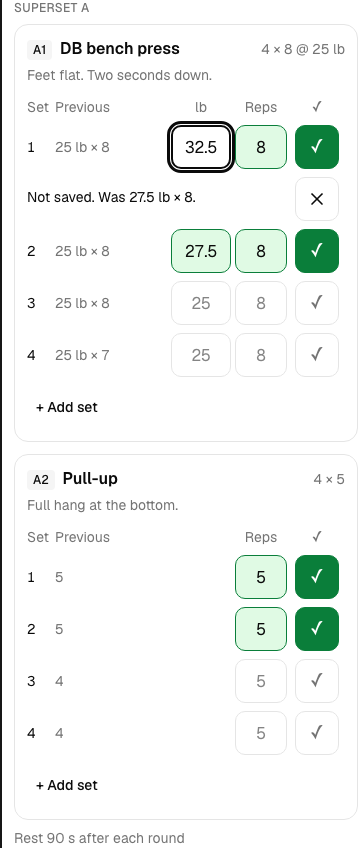 SUPERSET A
A1 DB bench press 4 × 8 @ 25 lb
Feet flat. Two seconds down.
Set Previous lb Reps ✓
1 25 lb × 8 32.5 8 ✓
Not saved. Was 27.5 lb × 8. ×
2 25 lb × 8 27.5 8 ✓
3 25 lb × 8 25 8 ✓
4 25 lb × 7 25 8 ✓
+ Add set
A2 Pull-up 4 × 5
Full hang at the bottom.
Set Previous Reps ✓
1 5 5 ✓
2 5 5 ✓
3 4 5 ✓
4 4 5 ✓
+ Add set
Rest 90 s after each round